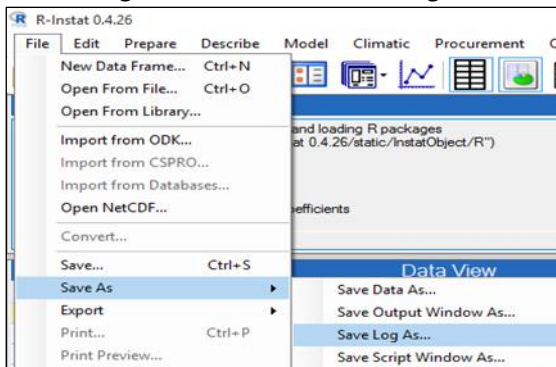 R-Instat 0.4.26
File Edit Prepare Describe Model Climatic Procurement
New Data Frame... Ctrl+N
Open From File... Ctrl+O
Open From Library...
Import from ODK...
Import from CSPRO...
Import from Databases...
Open NetCDF...
Convert...
Save... Ctrl+S
Save As
Export
Print... Ctrl+P
Print Preview...
and loading R packages
at 0.4.26/static/InstatObject/R")
efficients
Data View
Save Data As...
Save Output Window As...
Save Log As...
Save Script Window As...